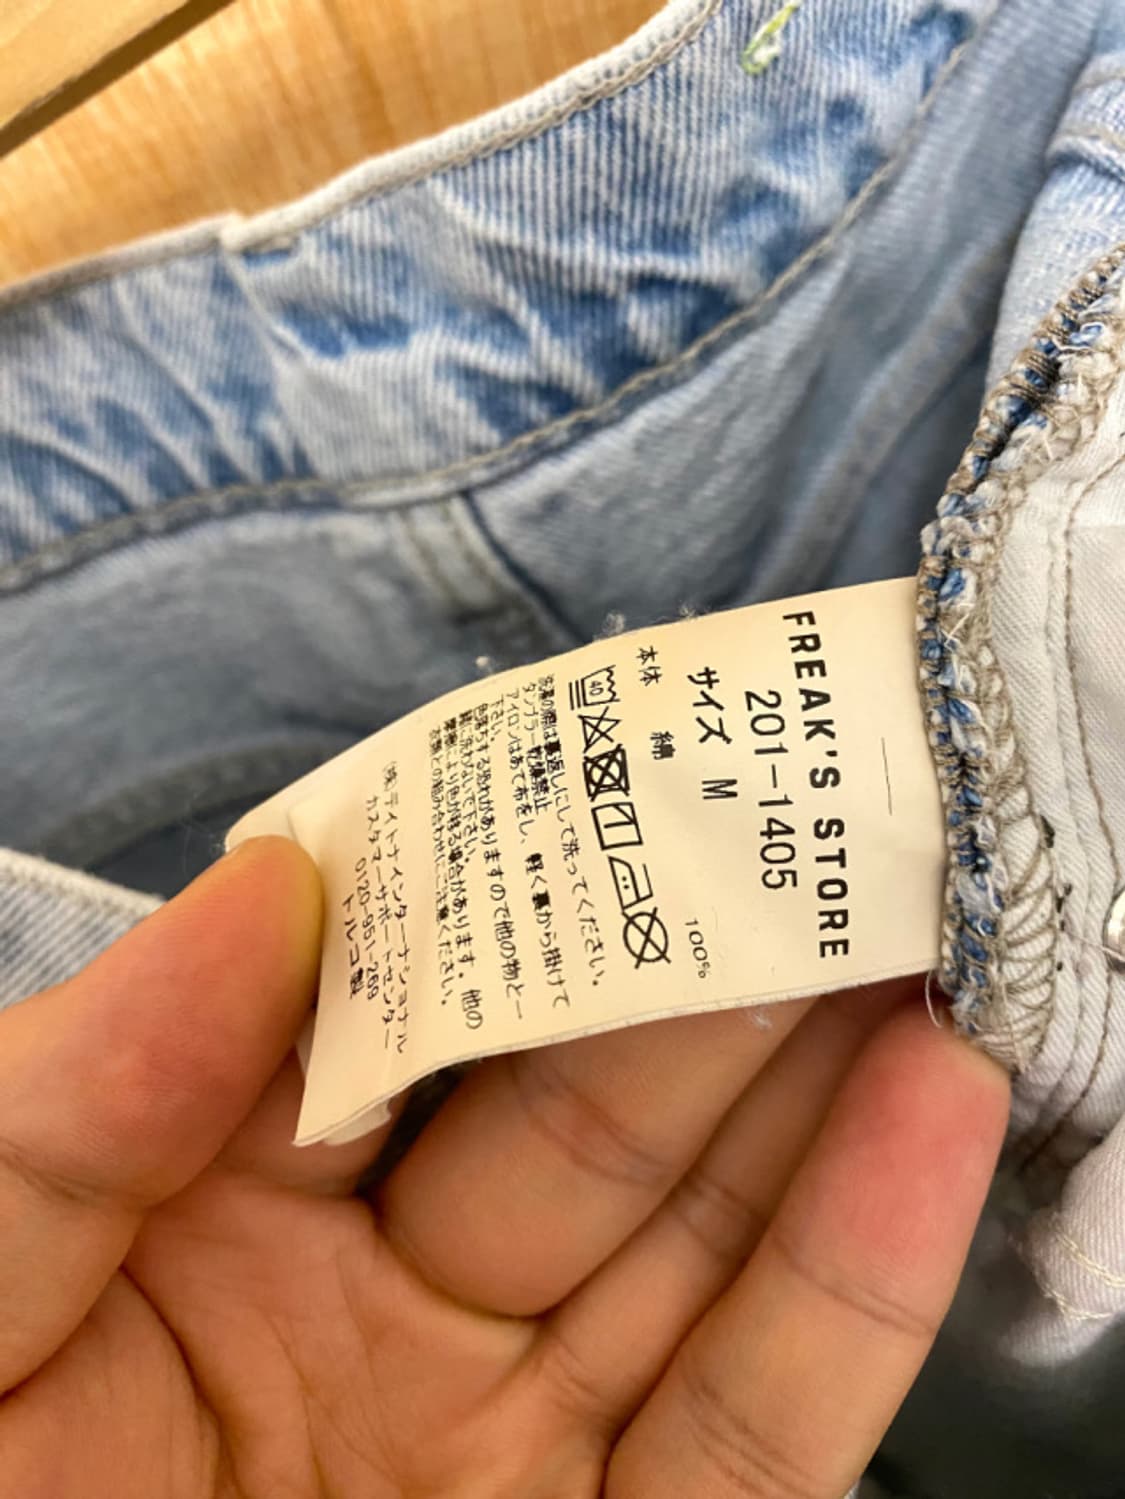 FREAK'S STORE
201-1405
サイズ M
本体 綿 100%
40
洗濯の際は裏返しにして洗ってください。
タンブラー乾燥禁止
アイロンはあて布をし、軽く裏から掛けて
下さい。
色落ちする恐れがありますので他の物と一
緒に洗わないで下さい。
摩擦により色が移る場合があります。他の
衣類との組み合わせにご注意ください。
(株)デイトナインターナショナル
カスタマーサポートセンター
0120-951-269
トルコ製